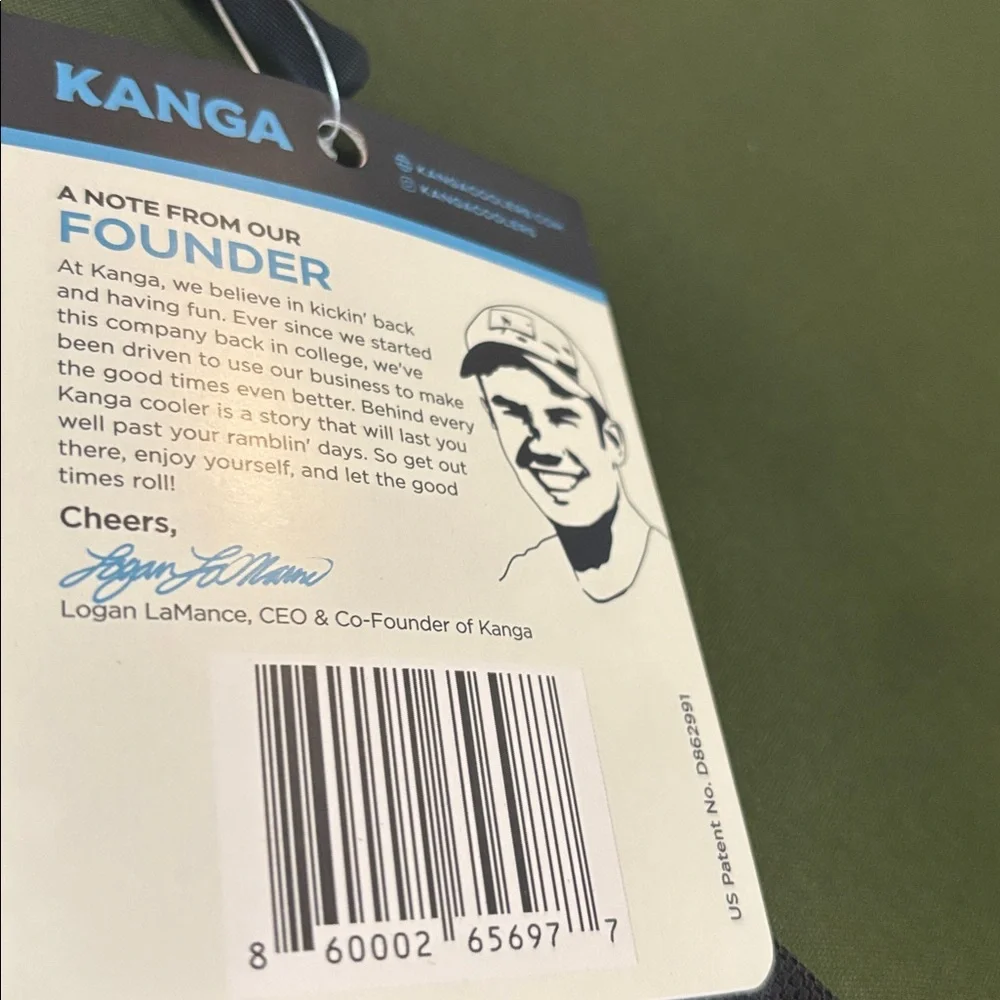 KANGA
KANGACOOLERS.COM
KANGACOOLERS
A NOTE FROM OUR
FOUNDER
At Kanga, we believe in kickin' back
and having fun. Ever since we started
this company back in college, we've
been driven to use our business to make
the good times even better. Behind every
Kanga cooler is a story that will last you
well past your ramblin' days. So get out
there, enjoy yourself, and let the good
times roll!
Cheers,
Logan LaMance
Logan LaMance, CEO & Co-Founder of Kanga
8 60002 65697 7
US Patent No. D862991